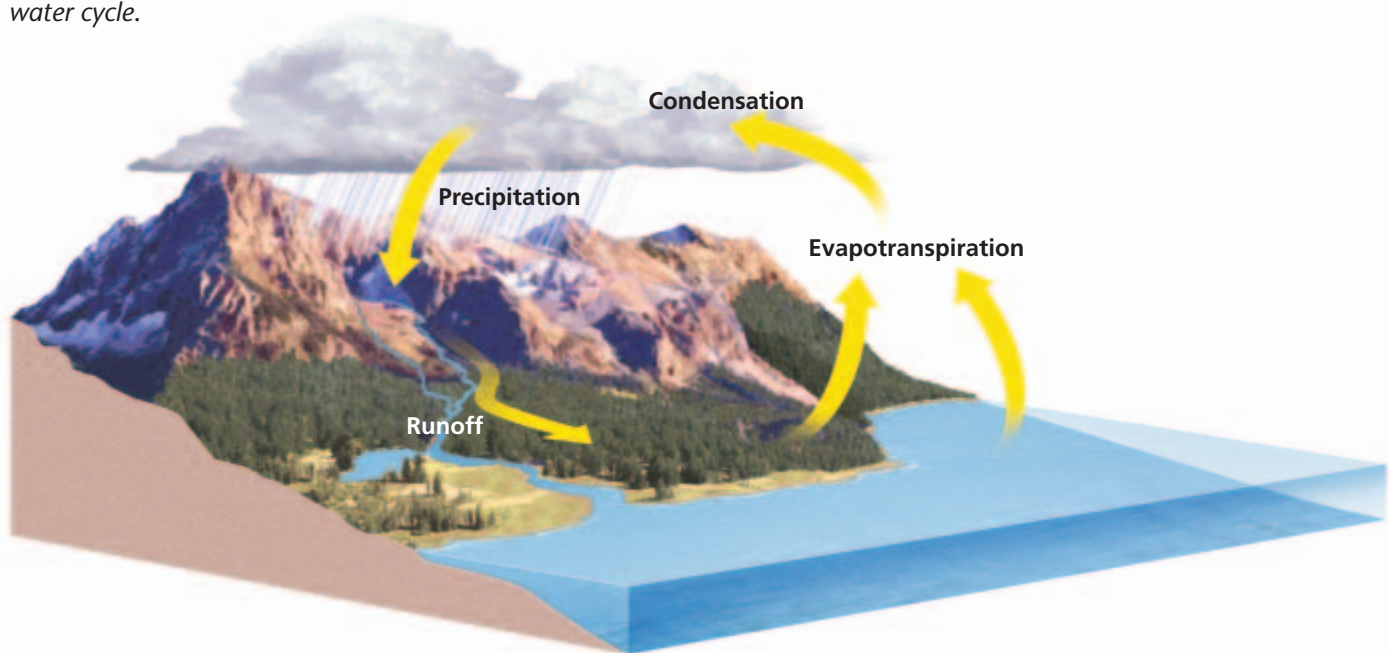 water cycle.
Condensation
Precipitation
Evapotranspiration
Runoff